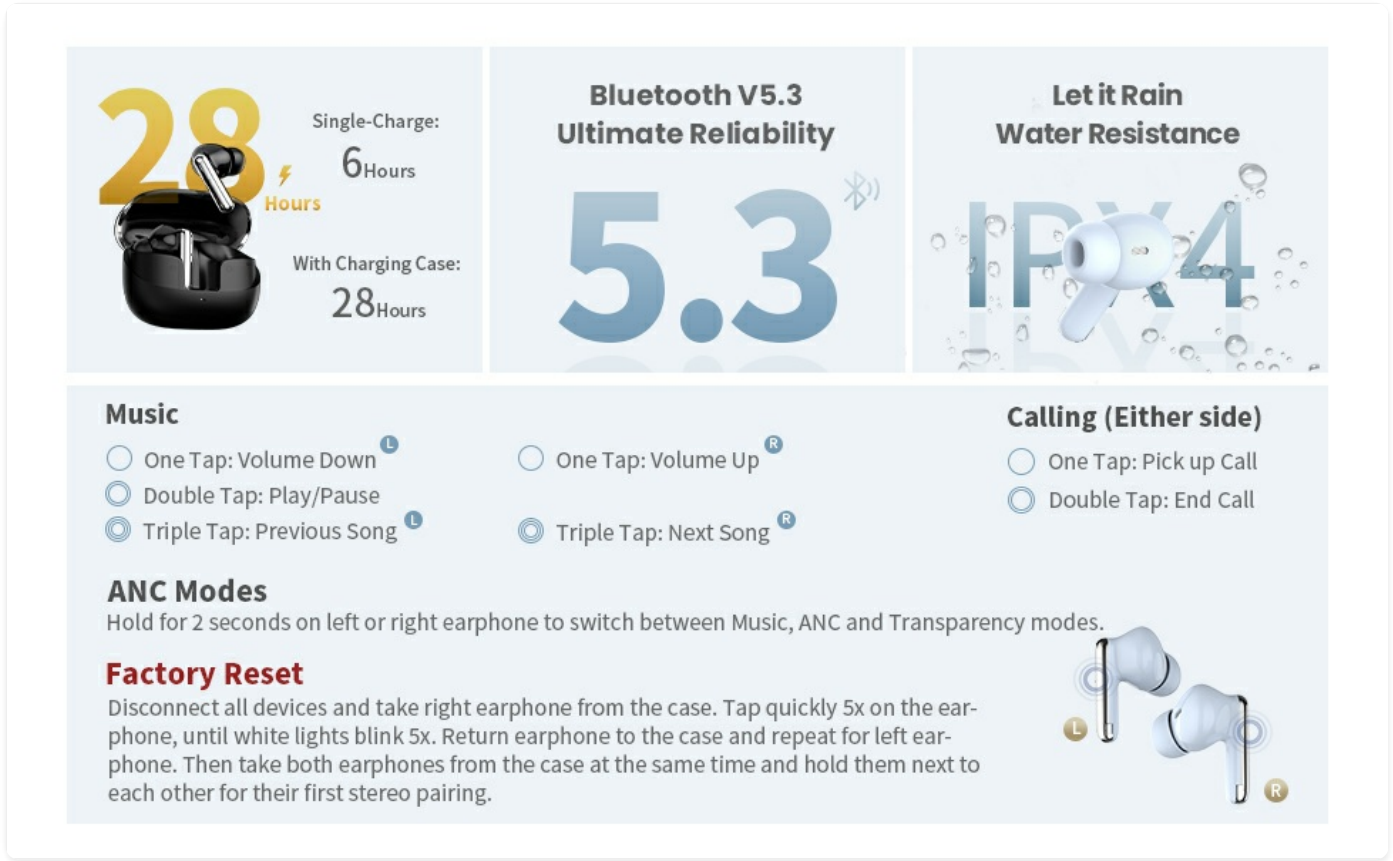 28
Hours
Single-Charge:
6Hours
With Charging Case:
28Hours
Bluetooth V5.3
Ultimate Reliability
5.3
Let it Rain
Water Resistance
IPX4
Music
One Tap: Volume Down L
Double Tap: Play/Pause
Triple Tap: Previous Song L
One Tap: Volume Up R
Triple Tap: Next Song R
Calling (Either side)
One Tap: Pick up Call
Double Tap: End Call
ANC Modes
Hold for 2 seconds on left or right earphone to switch between Music, ANC and Transparency modes.
Factory Reset
Disconnect all devices and take right earphone from the case. Tap quickly 5x on the ear-
phone, until white lights blink 5x. Return earphone to the case and repeat for left ear-
phone. Then take both earphones from the case at the same time and hold them next to
each other for their first stereo pairing.
L
R